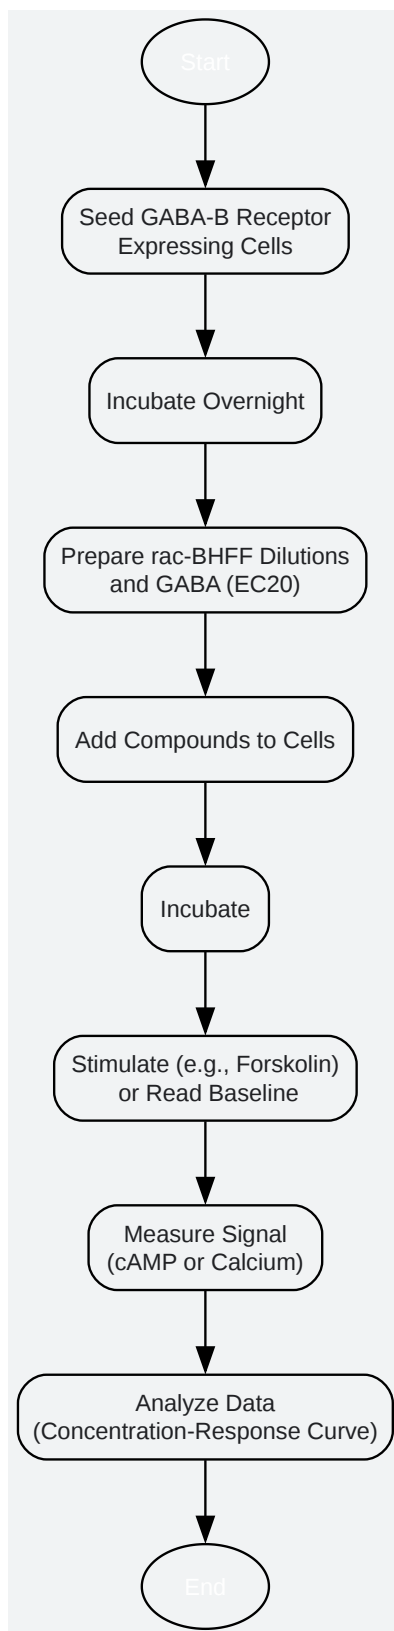 Start
Seed GABA-B Receptor
Expressing Cells
Incubate Overnight
Prepare rac-BHFF Dilutions
and GABA (EC20)
Add Compounds to Cells
Incubate
Stimulate (e.g., Forskolin)
or Read Baseline
Measure Signal
(cAMP or Calcium)
Analyze Data
(Concentration-Response Curve)
End